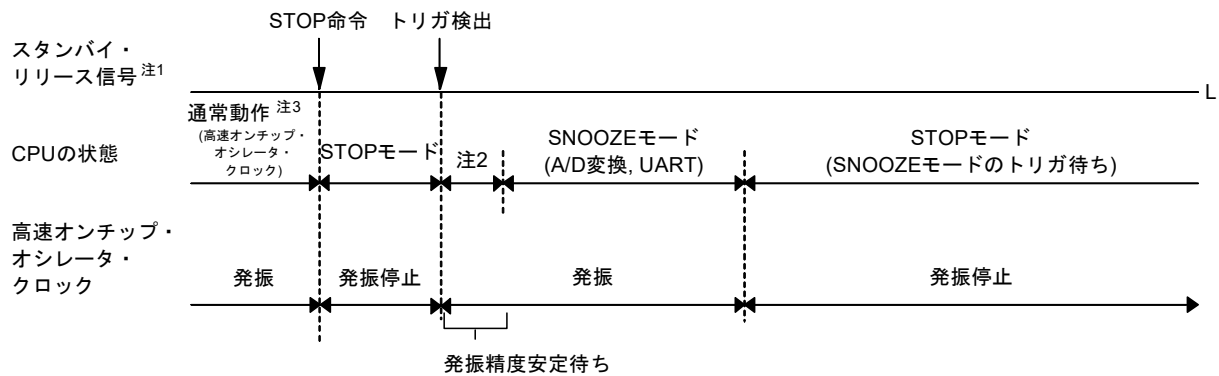 STOP命令 トリガ検出
スタンバイ・
リリース信号 注1
L
通常動作 注3
(高速オンチップ・
オシレータ・
クロック)
CPUの状態
STOPモード
注2
SNOOZEモード
(A/D変換, UART)
STOPモード
(SNOOZEモードのトリガ待ち)
高速オンチップ・
オシレータ・
クロック
発振
発振停止
発振
発振停止
発振精度安定待ち